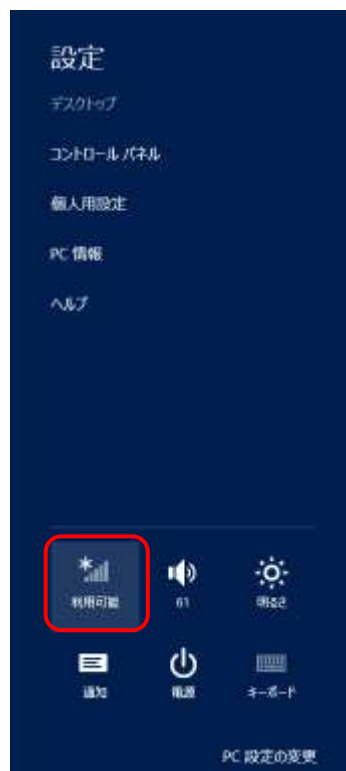 設定
デスクトップ
コントロール パネル
個人用設定
PC 情報
ヘルプ
利用可能
61
明るさ
通知
電源
キーボード
PC 設定の変更